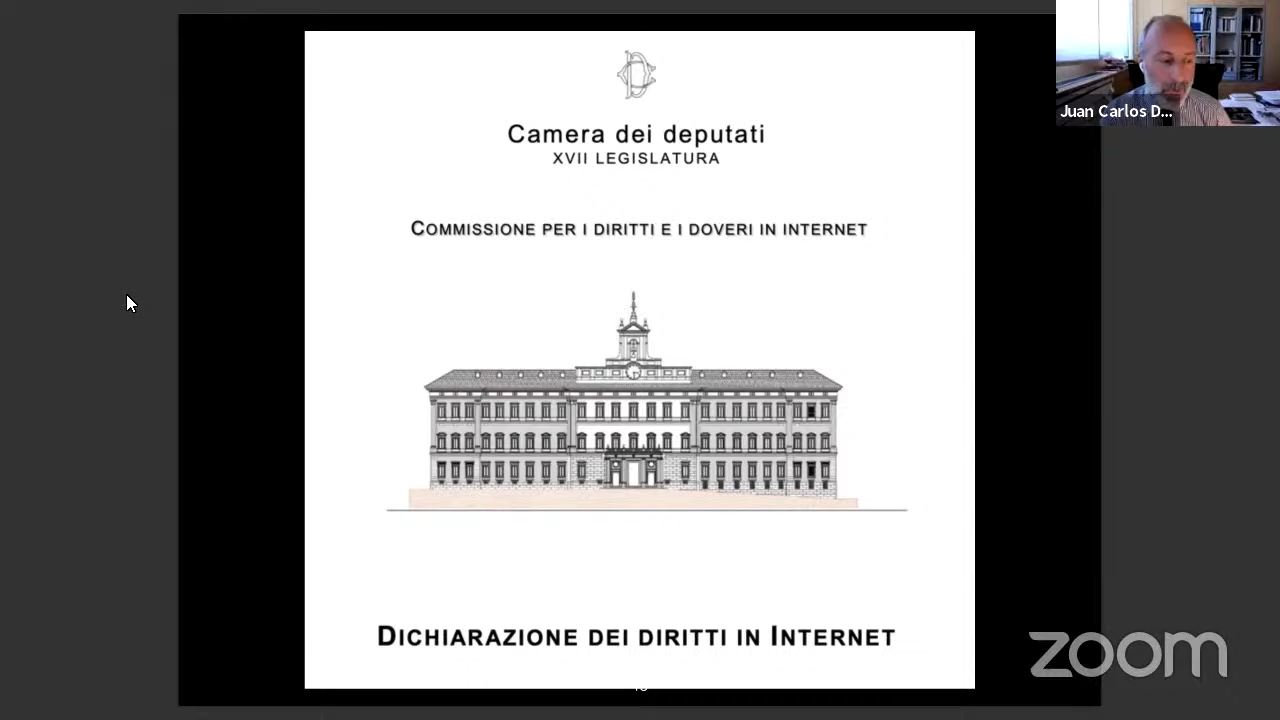 Camera dei deputati
XVII LEGISLATURA
COMMISSIONE PER I DIRITTI E I DOVERI IN INTERNET
DICHIARAZIONE DEI DIRITTI IN INTERNET
Juan Carlos D...
zoom